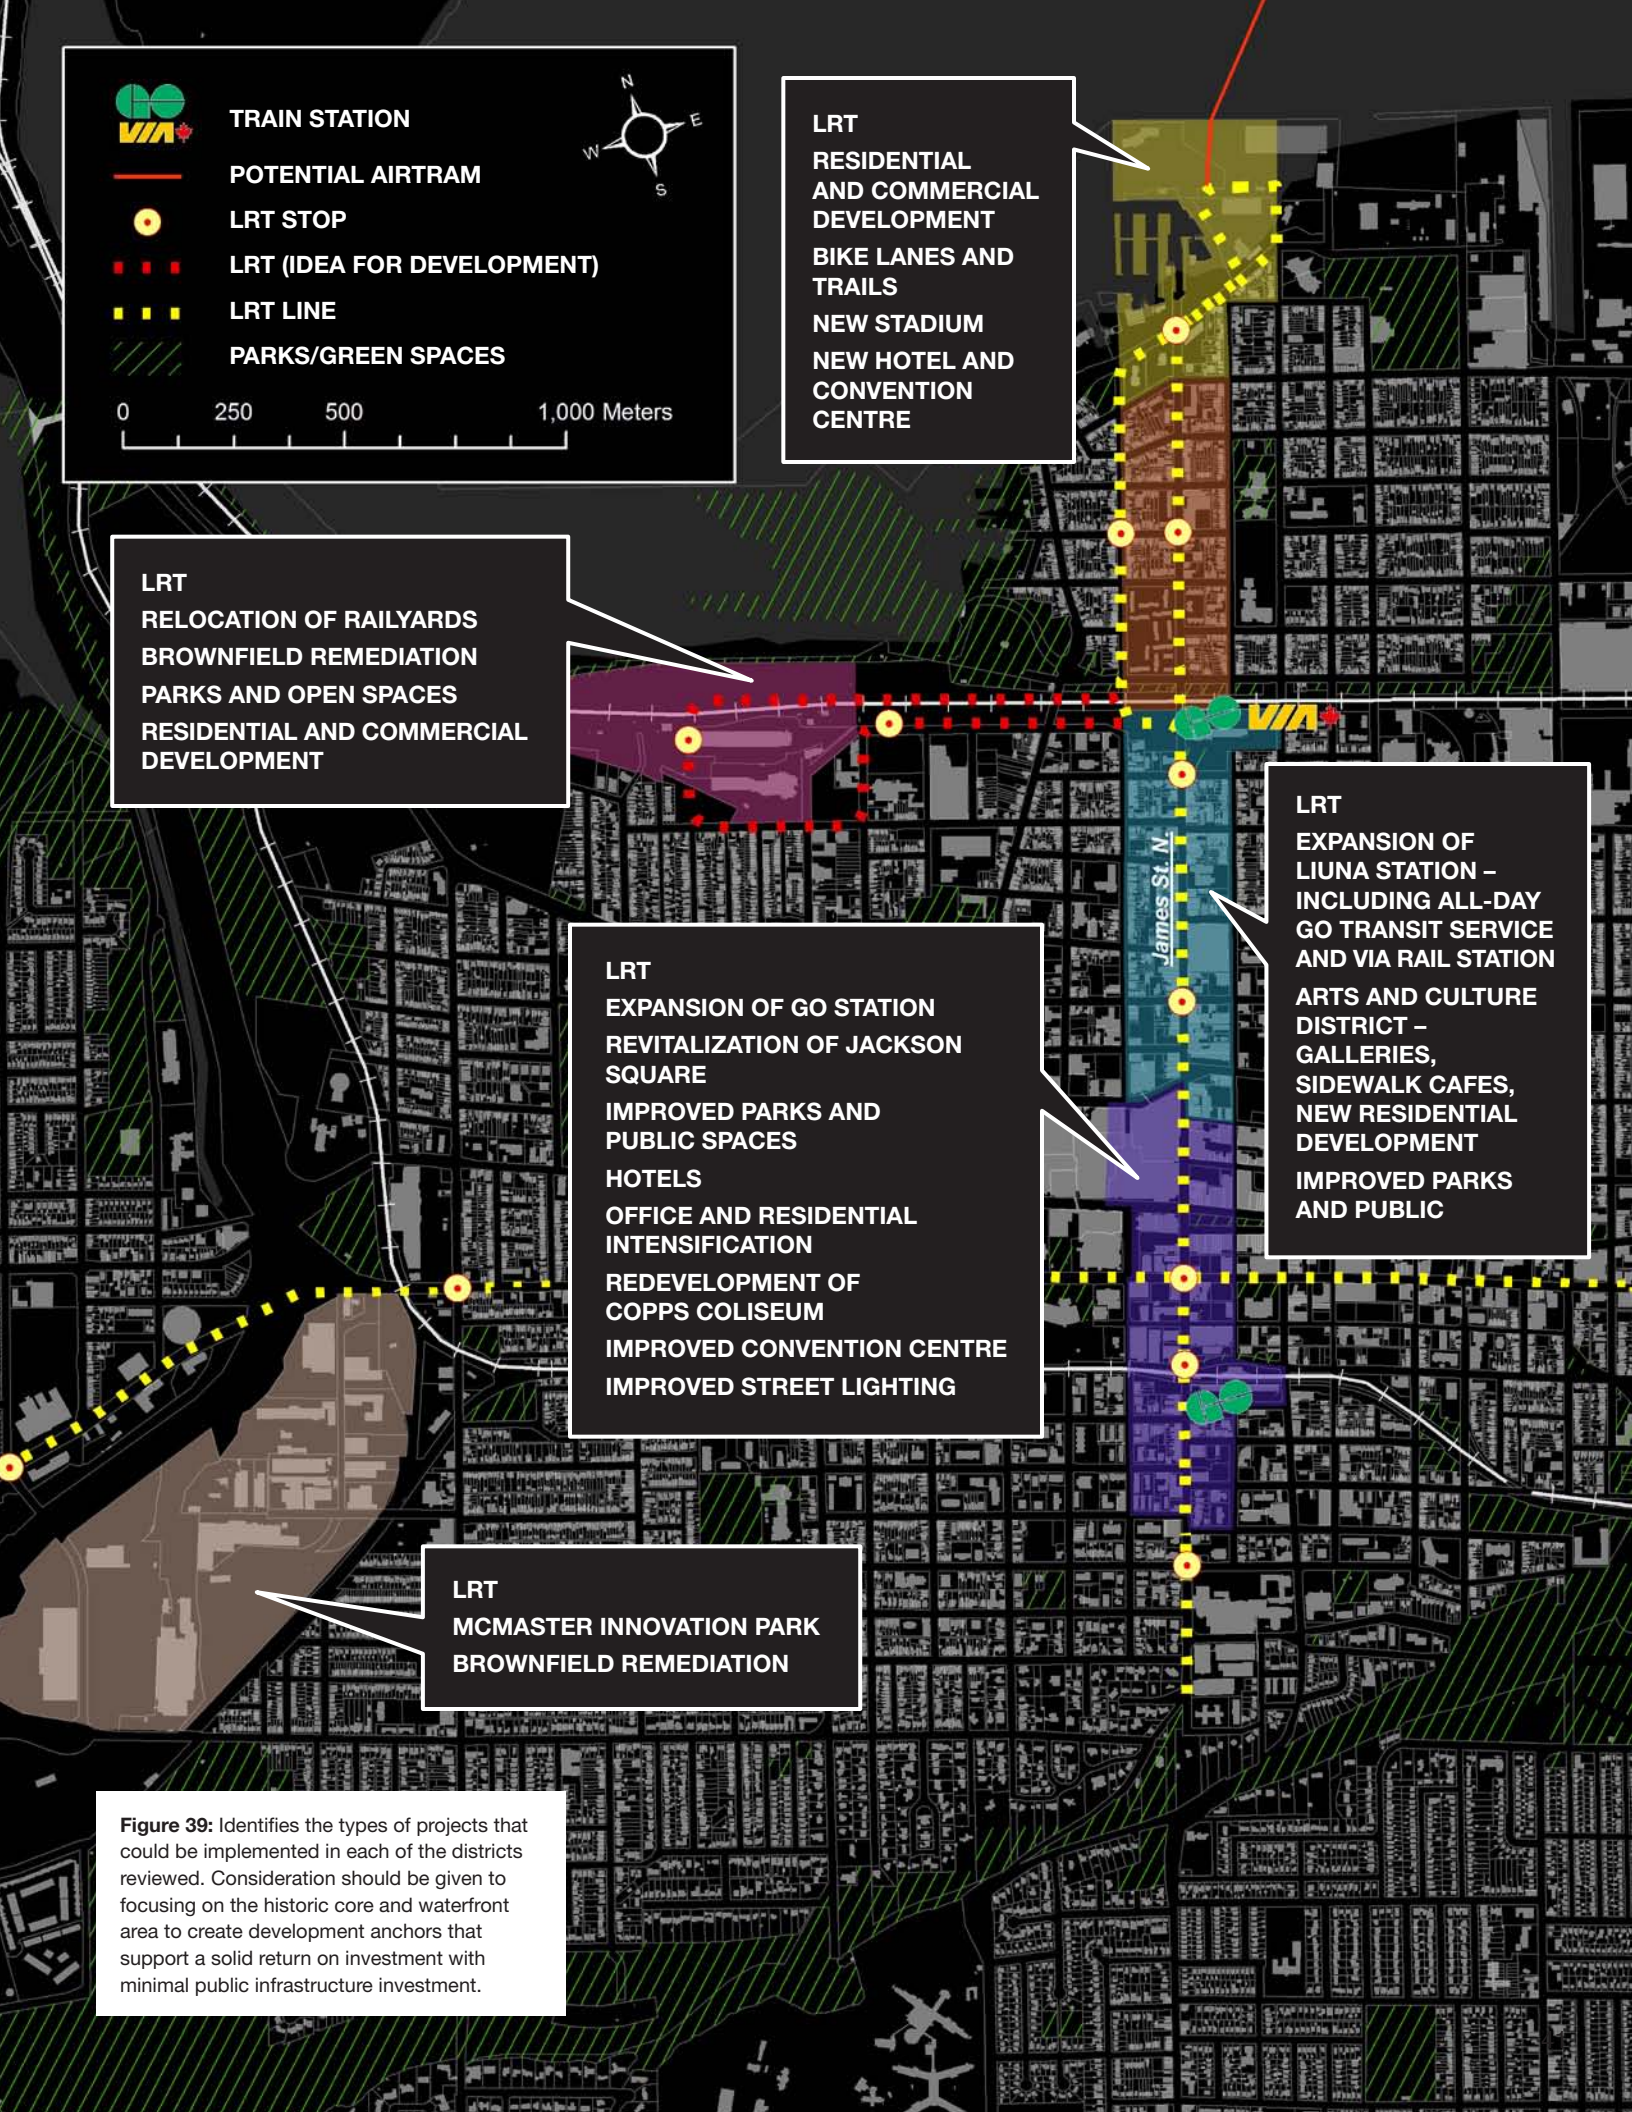 TRAIN STATION
VIA
POTENTIAL AIRTRAM
LRT STOP
LRT (IDEA FOR DEVELOPMENT)
LRT LINE
PARKS/GREEN SPACES
N
E
W
S
0 250 500 1,000 Meters
LRT
RESIDENTIAL
AND COMMERCIAL
DEVELOPMENT
BIKE LANES AND
TRAILS
NEW STADIUM
NEW HOTEL AND
CONVENTION
CENTRE
LRT
RELOCATION OF RAILYARDS
BROWNFIELD REMEDIATION
PARKS AND OPEN SPACES
RESIDENTIAL AND COMMERCIAL
DEVELOPMENT
VIA
James St. N.
LRT
EXPANSION OF
LIUNA STATION –
INCLUDING ALL-DAY
GO TRANSIT SERVICE
AND VIA RAIL STATION
ARTS AND CULTURE
DISTRICT –
GALLERIES,
SIDEWALK CAFES,
NEW RESIDENTIAL
DEVELOPMENT
IMPROVED PARKS
AND PUBLIC
LRT
EXPANSION OF GO STATION
REVITALIZATION OF JACKSON
SQUARE
IMPROVED PARKS AND
PUBLIC SPACES
HOTELS
OFFICE AND RESIDENTIAL
INTENSIFICATION
REDEVELOPMENT OF
COPPS COLISEUM
IMPROVED CONVENTION CENTRE
IMPROVED STREET LIGHTING
LRT
MCMASTER INNOVATION PARK
BROWNFIELD REMEDIATION
Figure 39: Identifies the types of projects that
could be implemented in each of the districts
reviewed. Consideration should be given to
focusing on the historic core and waterfront
area to create development anchors that
support a solid return on investment with
minimal public infrastructure investment.